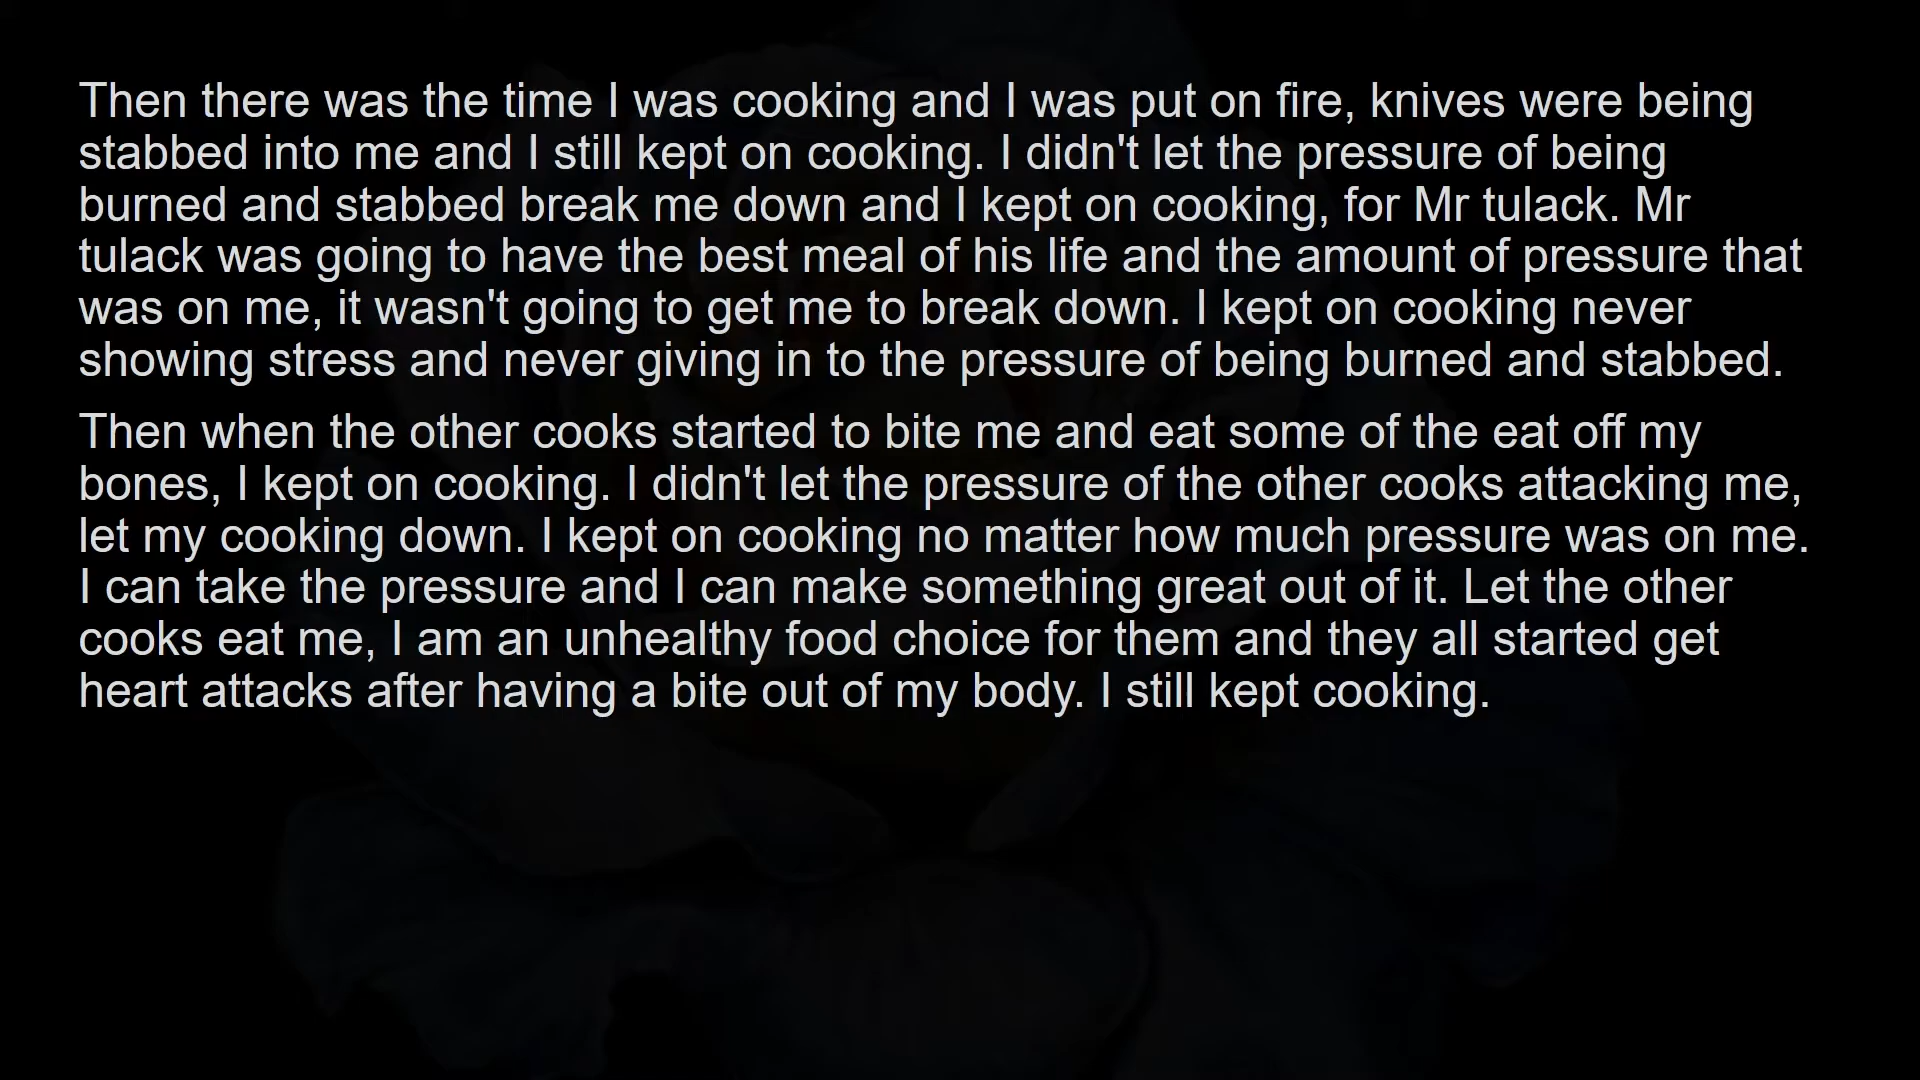 Then there was the time I was cooking and I was put on fire, knives were being
stabbed into me and I still kept on cooking. I didn't let the pressure of being
burned and stabbed break me down and I kept on cooking, for Mr tulack. Mr
tulack was going to have the best meal of his life and the amount of pressure that
was on me, it wasn't going to get me to break down. I kept on cooking never
showing stress and never giving in to the pressure of being burned and stabbed.
Then when the other cooks started to bite me and eat some of the eat off my
bones, I kept on cooking. I didn't let the pressure of the other cooks attacking me,
let my cooking down. I kept on cooking no matter how much pressure was on me.
I can take the pressure and I can make something great out of it. Let the other
cooks eat me, I am an unhealthy food choice for them and they all started get
heart attacks after having a bite out of my body. I still kept cooking.